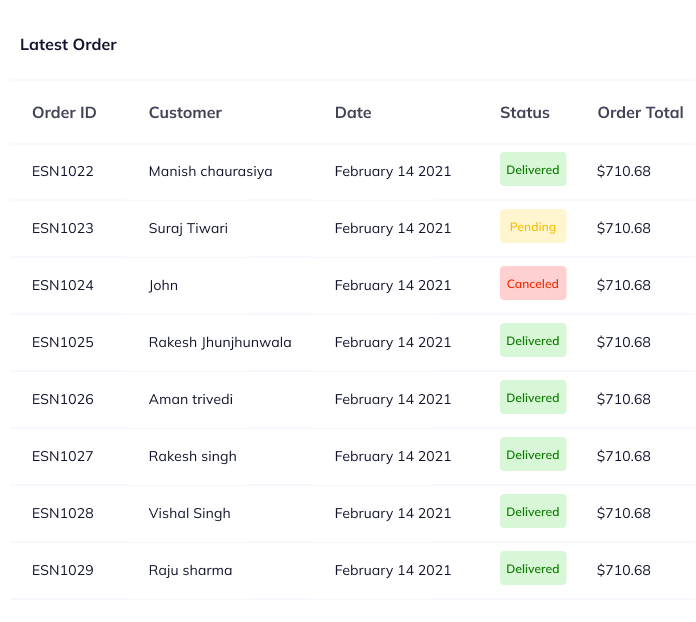 Latest Order
Order ID Customer Date Status Order Total
ESN1022 Manish chaurasiya February 14 2021 Delivered $710.68
ESN1023 Suraj Tiwari February 14 2021 Pending $710.68
ESN1024 John February 14 2021 Canceled $710.68
ESN1025 Rakesh Jhunjhunwala February 14 2021 Delivered $710.68
ESN1026 Aman trivedi February 14 2021 Delivered $710.68
ESN1027 Rakesh singh February 14 2021 Delivered $710.68
ESN1028 Vishal Singh February 14 2021 Delivered $710.68
ESN1029 Raju sharma February 14 2021 Delivered $710.68